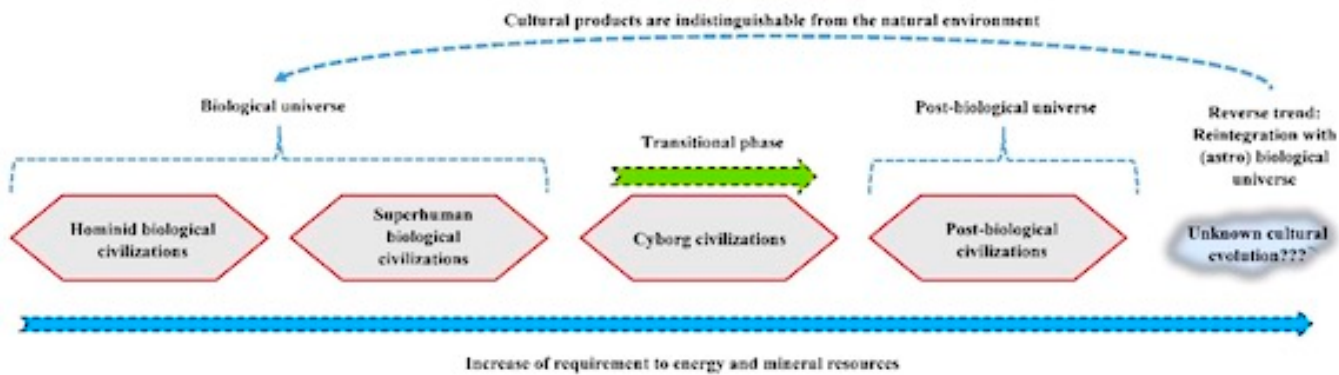 Cultural products are indistinguishable from the natural environment
Biological universe
Post-biological universe
Reverse trend:
Reintegration with
(astro) biological
universe
Transitional phase
Hominid biological
civilizations
Superhuman
biological
civilizations
Cyborg civilizations
Post-biological
civilizations
Unknown cultural
evolution???
Increase of requirement to energy and mineral resources